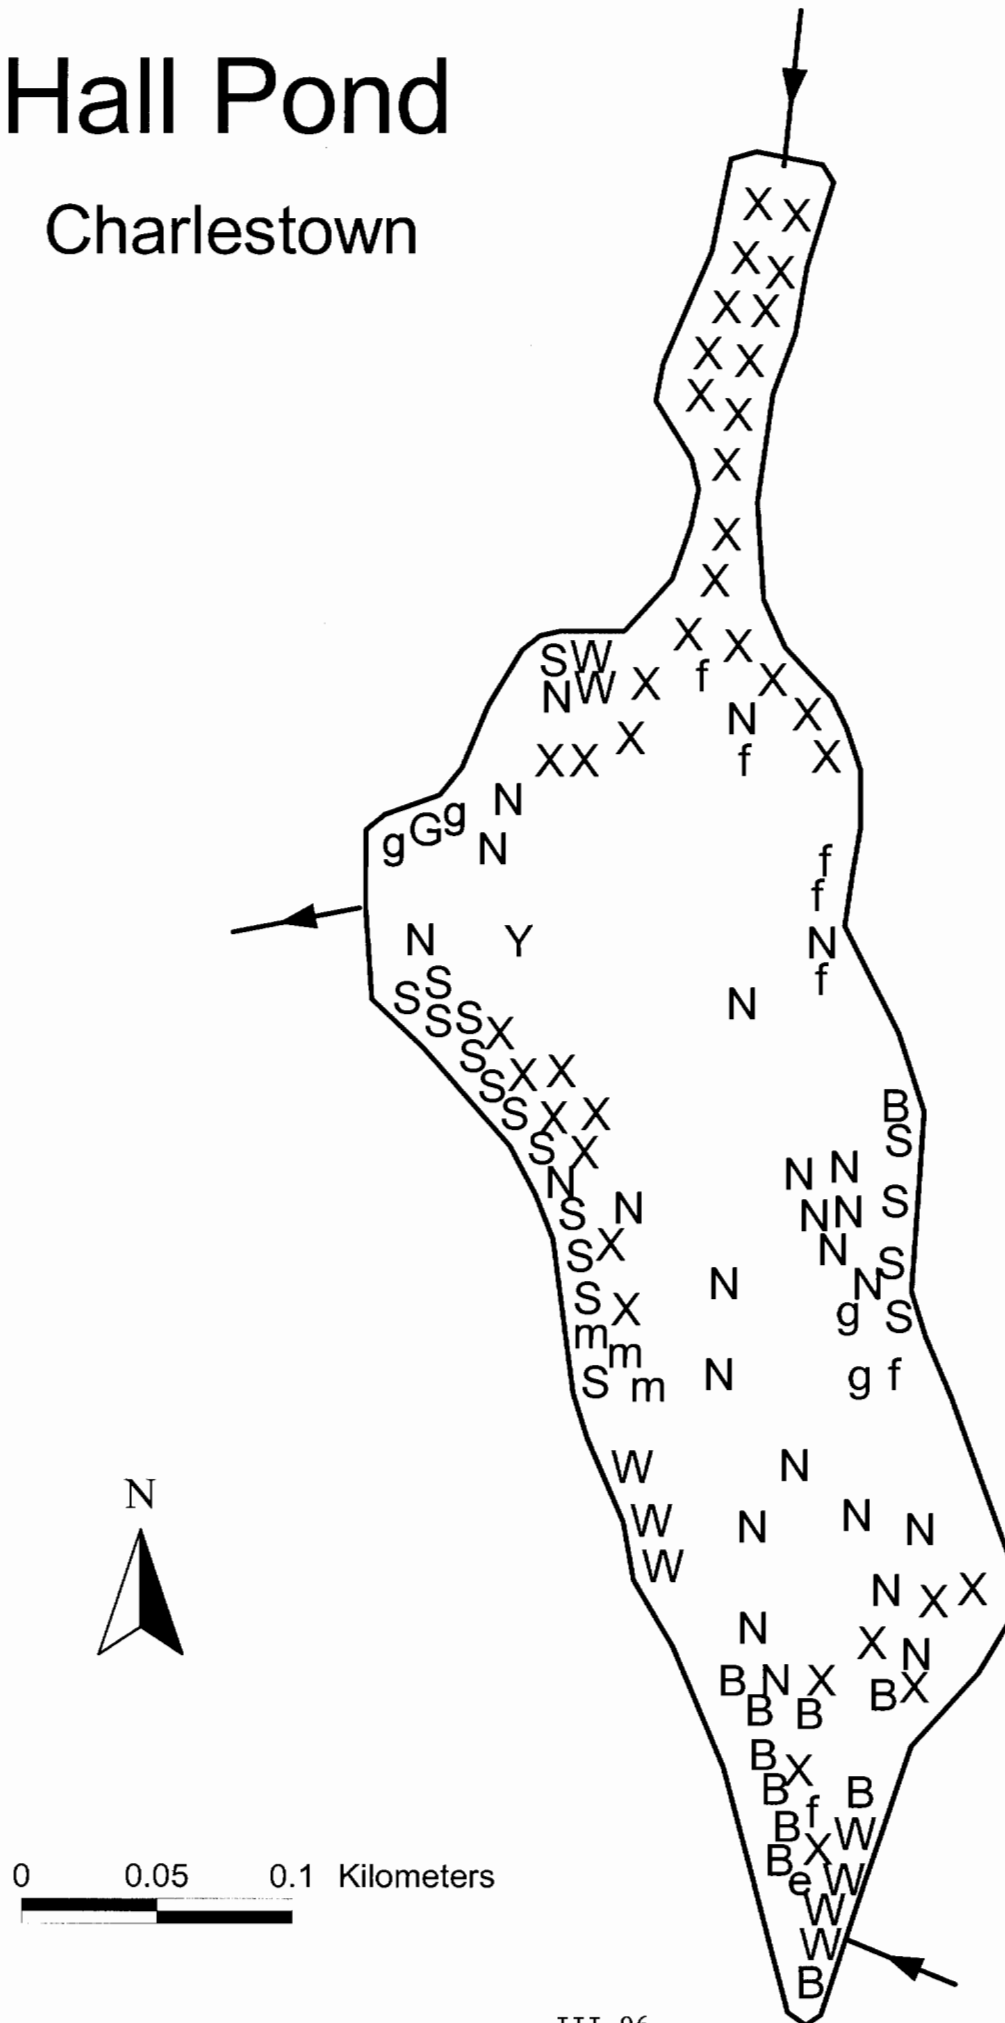 Hall Pond
Charlestown
X X
X X
X X
X X
X X
X
X
X
X X
S W
f X
N W X
N X
X
X X f X
N
g G g
N
f
f
N Y N
f
S
S N
S S X
S X X
S
S X X B
S X S
N N N
S N N N S
S X N
S N N S
S X g S
m
m
S m N g f
W N
W N N N
W
N X X
N X N
B N X B X
B B
B X
B f B
B X W
B e W
W
W
B
N
0 0.05 0.1 Kilometers